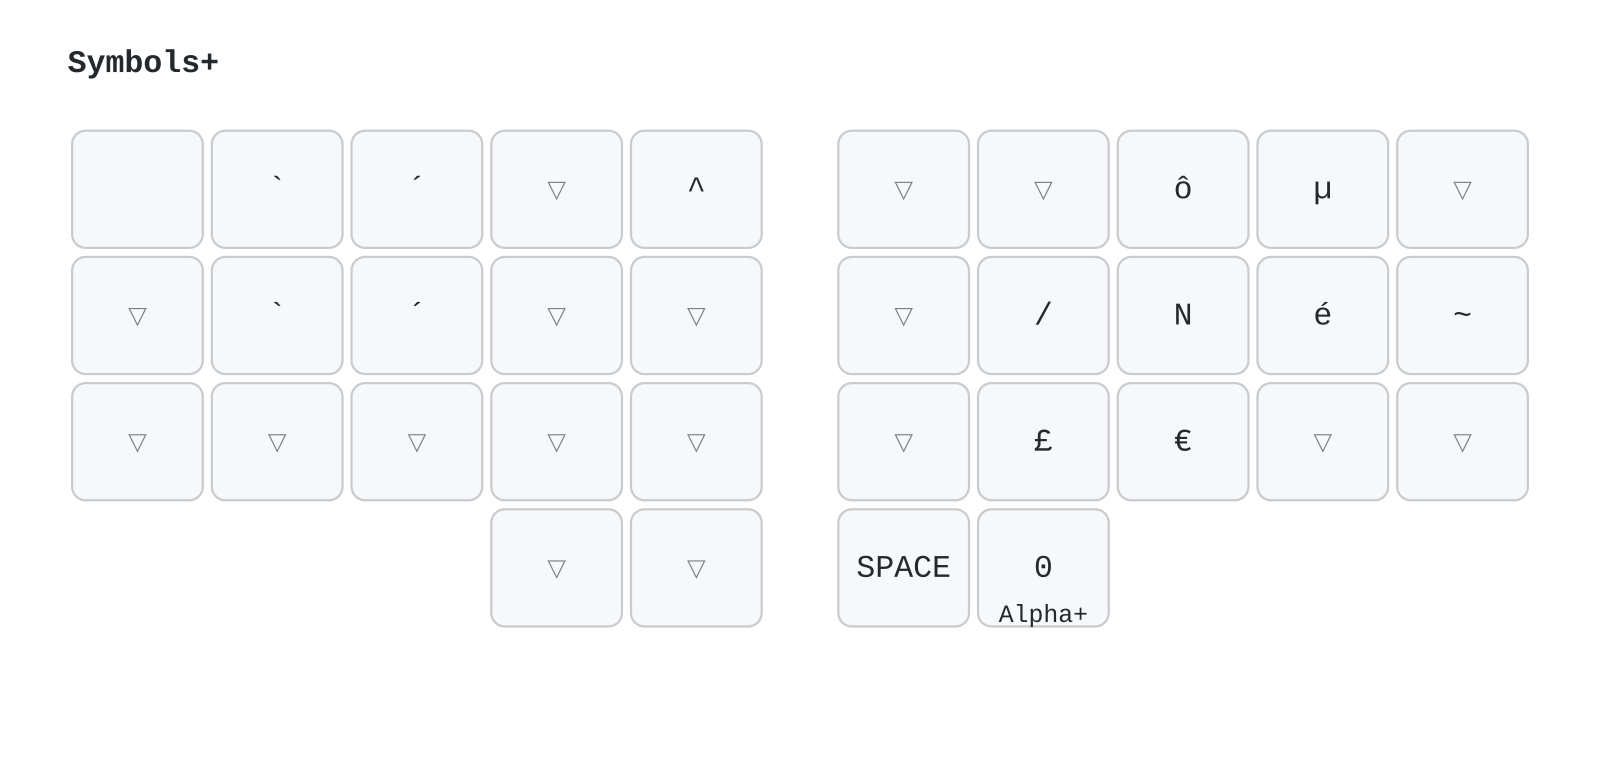 Symbols+
` ´ ▽ ^ ▽ ▽ ô µ ▽
▽ ` ´ ▽ ▽ ▽ / N é ~
▽ ▽ ▽ ▽ ▽ ▽ £ € ▽ ▽
▽ ▽ SPACE 0
Alpha+